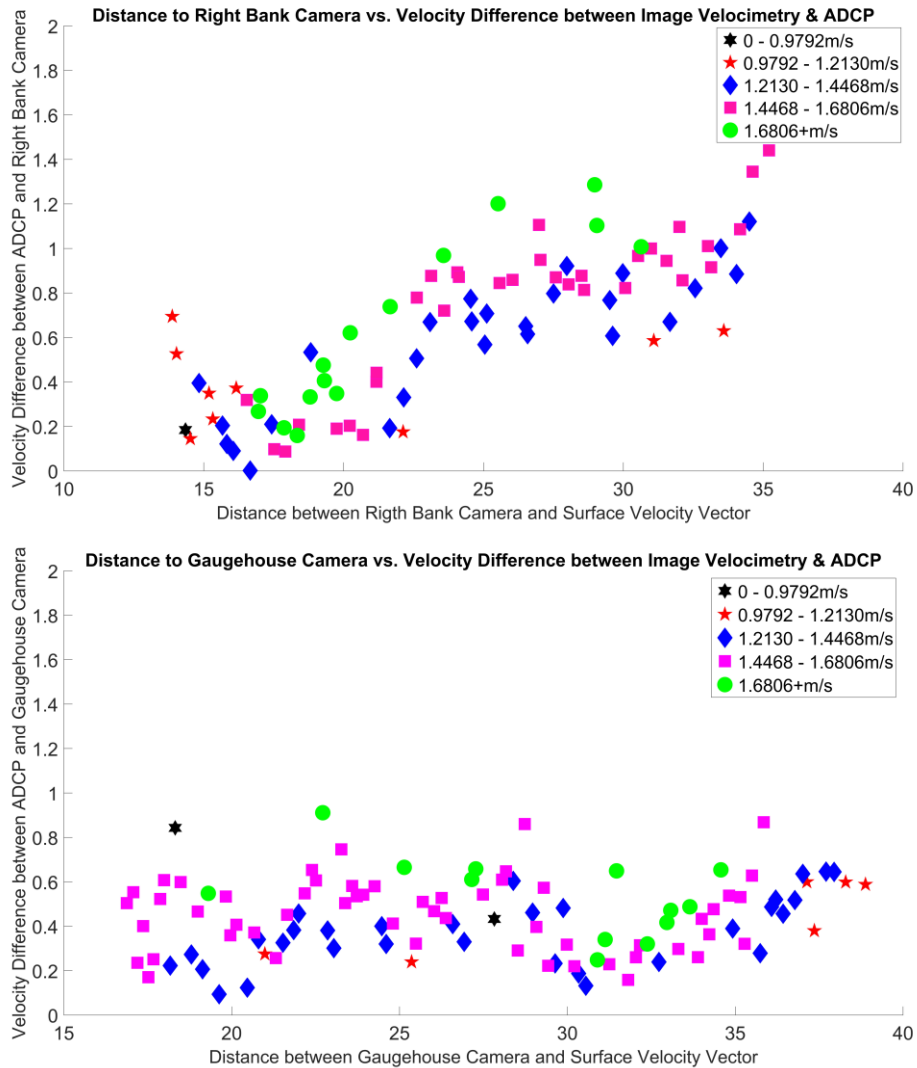 Distance to Right Bank Camera vs. Velocity Difference between Image Velocimetry & ADCP
Velocity Difference between ADCP and Right Bank Camera
2
1.8
1.6
1.4
1.2
1
0.8
0.6
0.4
0.2
0
0 - 0.9792m/s
0.9792 - 1.2130m/s
1.2130 - 1.4468m/s
1.4468 - 1.6806m/s
1.6806+m/s
10 15 20 25 30 35 40
Distance between Rigth Bank Camera and Surface Velocity Vector
Distance to Gaugehouse Camera vs. Velocity Difference between Image Velocimetry & ADCP
Velocity Difference between ADCP and Gaugehouse Camera
2
1.8
1.6
1.4
1.2
1
0.8
0.6
0.4
0.2
0
0 - 0.9792m/s
0.9792 - 1.2130m/s
1.2130 - 1.4468m/s
1.4468 - 1.6806m/s
1.6806+m/s
15 20 25 30 35 40
Distance between Gaugehouse Camera and Surface Velocity Vector